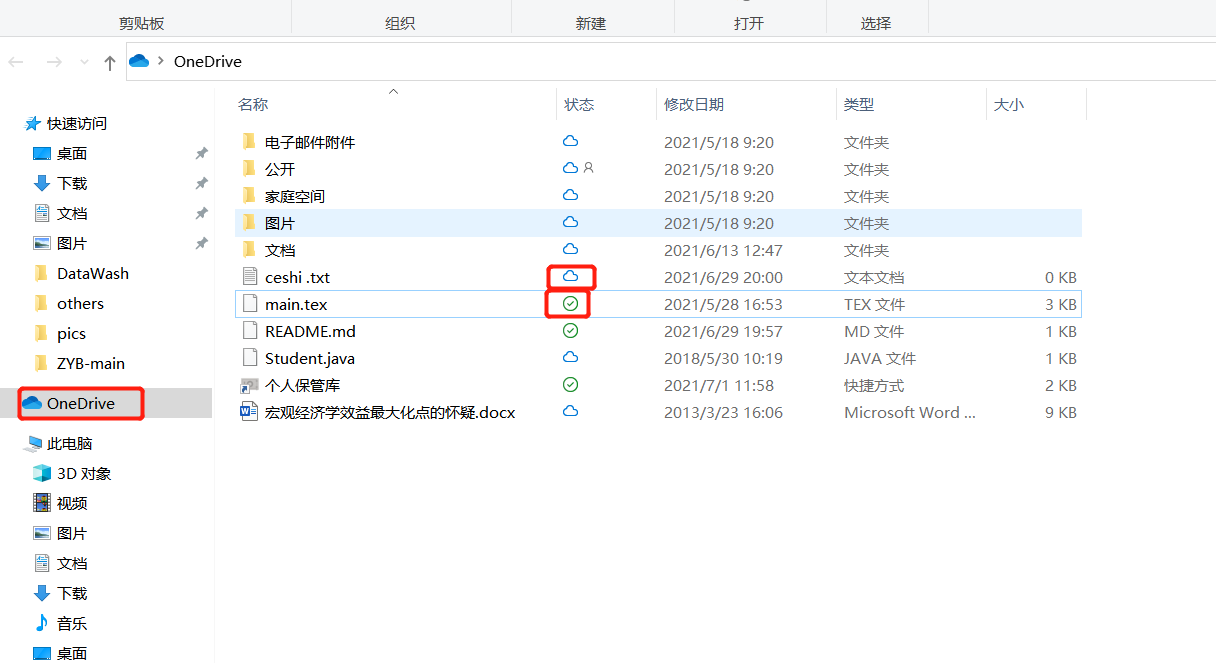 剪贴板 组织 新建 打开 选择
OneDrive
名称 状态 修改日期 类型 大小
快速访问
桌面
下载
文档
图片
DataWash
others
pics
ZYB-main
OneDrive
此电脑
3D 对象
视频
图片
文档
下载
音乐
桌面
电子邮件附件 2021/5/18 9:20 文件夹
公开 2021/5/18 9:20 文件夹
家庭空间 2021/5/18 9:20 文件夹
图片 2021/5/18 9:20 文件夹
文档 2021/6/13 12:47 文件夹
ceshi .txt 2021/6/29 20:00 文本文档 0 KB
main.tex 2021/5/28 16:53 TEX 文件 3 KB
README.md 2021/6/29 19:57 MD 文件 1 KB
Student.java 2018/5/30 10:19 JAVA 文件 1 KB
个人保管库 2021/7/1 11:58 快捷方式 2 KB
宏观经济学效益最大化点的怀疑.docx 2013/3/23 16:06 Microsoft Word ... 9 KB